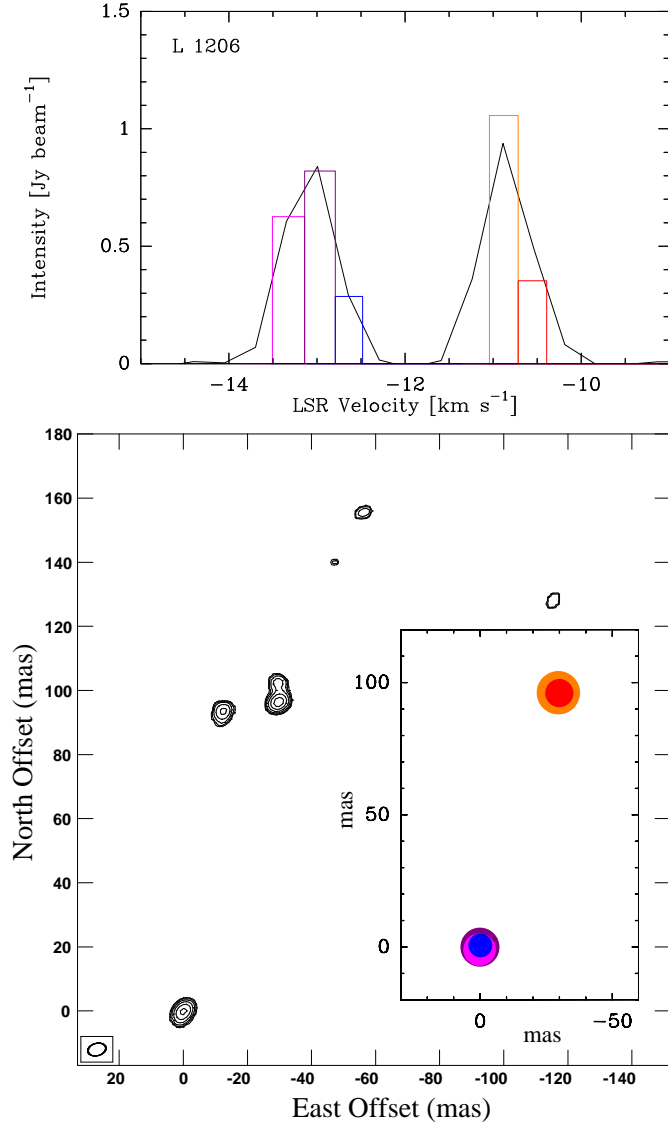 1.5
L 1206
1
0.5
0
Intensity [Jy beam⁻¹]
-14 -12 -10
LSR Velocity [km s⁻¹]
180
160
140
120
100
80
60
40
20
0
North Offset (mas)
100
50
0
mas
0 -50
mas
20 0 -20 -40 -60 -80 -100 -120 -140
East Offset (mas)